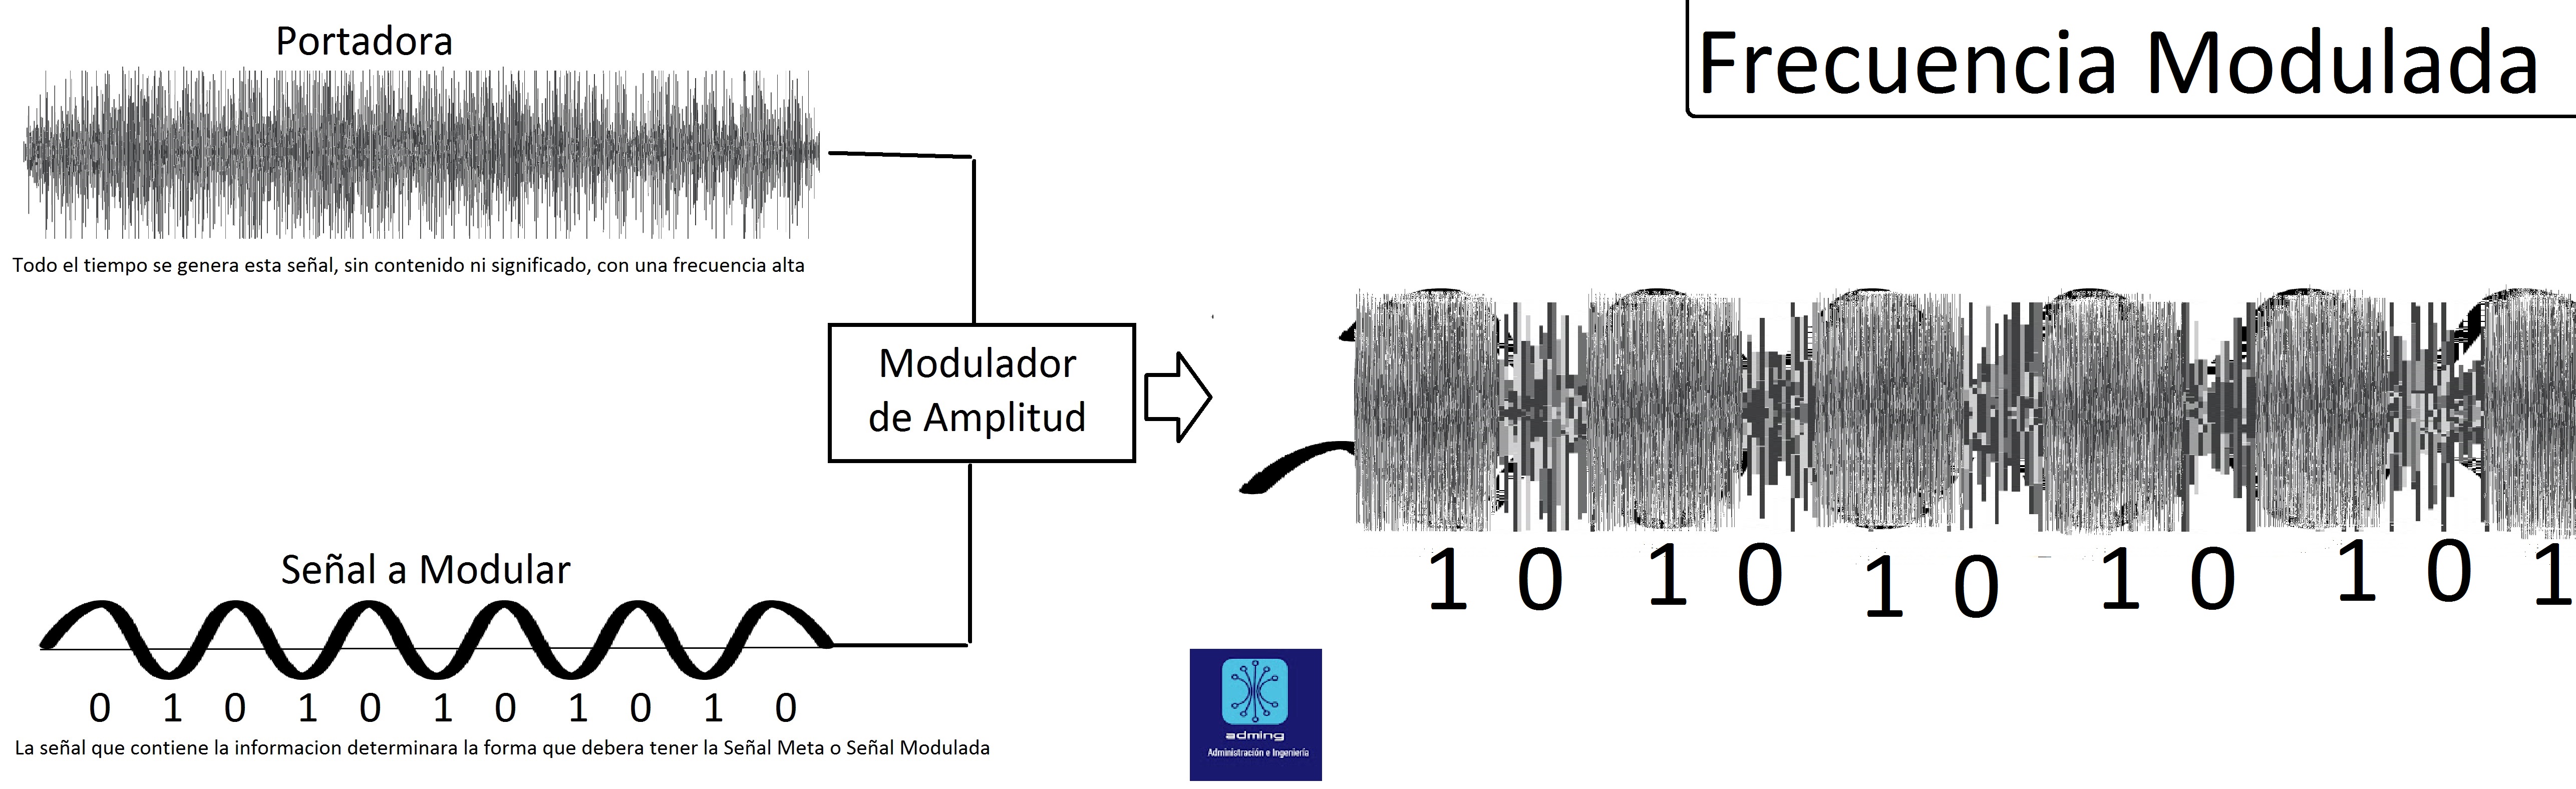 Portadora
Frecuencia Modulada
Todo el tiempo se genera esta señal, sin contenido ni significado, con una frecuencia alta
Modulador
de Amplitud
1 0 1 0 1 0 1 0 1 0 1
Señal a Modular
0 1 0 1 0 1 0 1 0 1 0
La señal que contiene la informacion determinara la forma que debera tener la Señal Meta o Señal Modulada
adming
Administración e Ingeniería